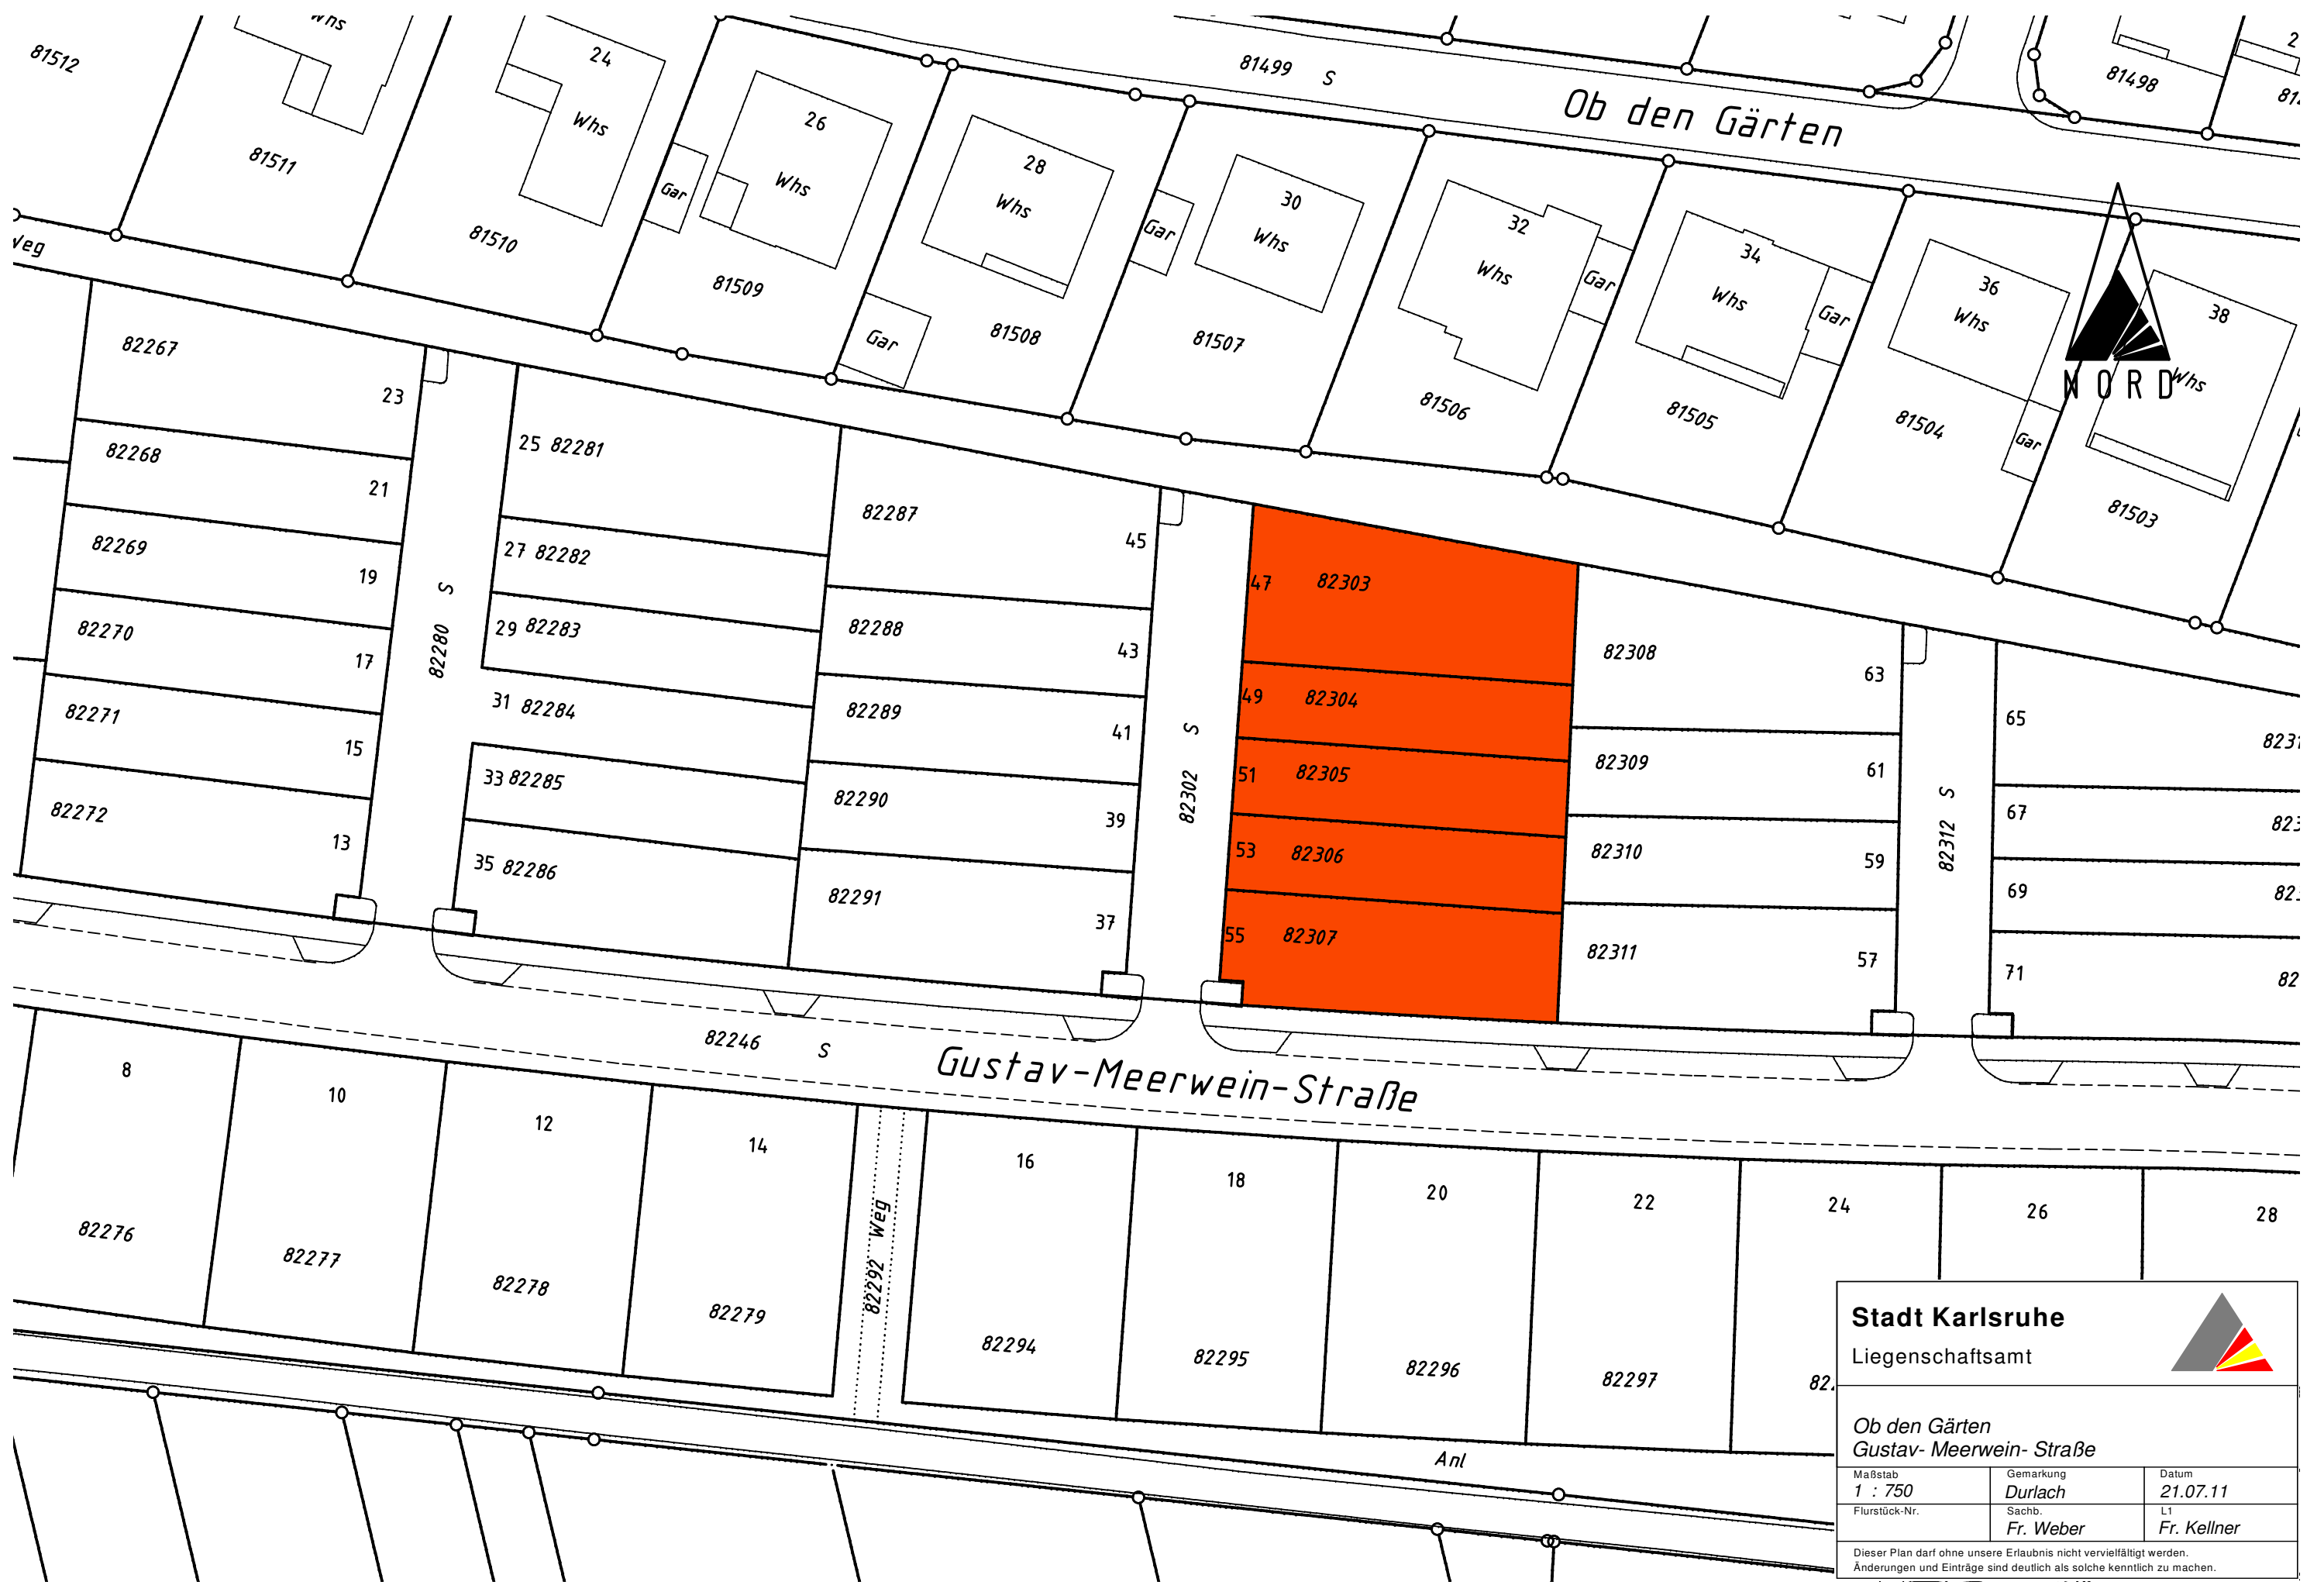 Whs
81512
24
Whs
81511
81510
Gar
26
Whs
81509
28
Whs
81508
Gar
81499 S
Ob den Gärten
81498
Gar
30
Whs
81507
32
Whs
Gar
81506
34
Whs
Gar
81505
36
Whs
Gar
81504
38
Whs
81503
NORD
82267
23
82268
21
82269
19
82270
17
82271
15
82272
13
82280 S
25 82281
27 82282
29 82283
31 82284
33 82285
35 82286
82287
45
82288
43
82289
41
82290
39
82291
37
82302 S
47 82303
49 82304
51 82305
53 82306
55 82307
82308
63
82309
61
82310
59
82311
57
82312 S
65
67
69
71
82246 S
Gustav-Meerwein-Straße
8
82276
10
82277
12
82278
14
82279
82292 Weg
16
82294
18
82295
20
82296
22
82297
24
26
28
Anl
Stadt Karlsruhe
Liegenschaftsamt
Ob den Gärten
Gustav- Meerwein- Straße
Maßstab Gemarkung Datum
1 : 750 Durlach 21.07.11
Flurstück-Nr. Sachb. L1
Fr. Weber Fr. Kellner
Dieser Plan darf ohne unsere Erlaubnis nicht vervielfältigt werden.
Änderungen und Einträge sind deutlich als solche kenntlich zu machen.